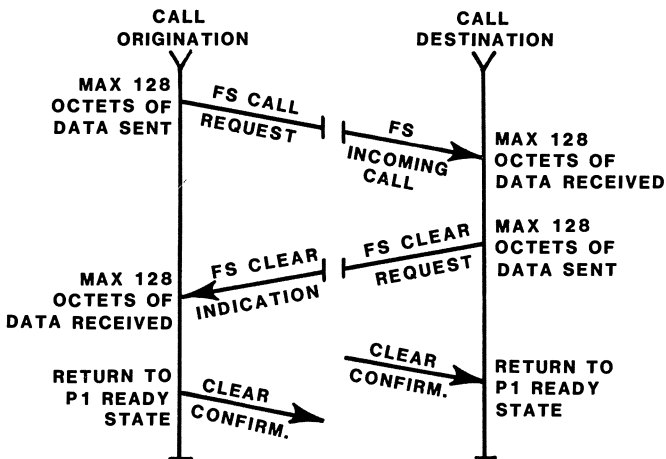 CALL
ORIGINATION
CALL
DESTINATION
MAX 128
OCTETS OF
DATA SENT
FS CALL
REQUEST
FS
INCOMING
CALL
MAX 128
OCTETS OF
DATA RECEIVED
MAX 128
OCTETS OF
DATA SENT
FS CLEAR
REQUEST
FS CLEAR
INDICATION
MAX 128
OCTETS OF
DATA RECEIVED
CLEAR
CONFIRM.
RETURN TO
P1 READY
STATE
RETURN TO
P1 READY
STATE
CLEAR
CONFIRM.